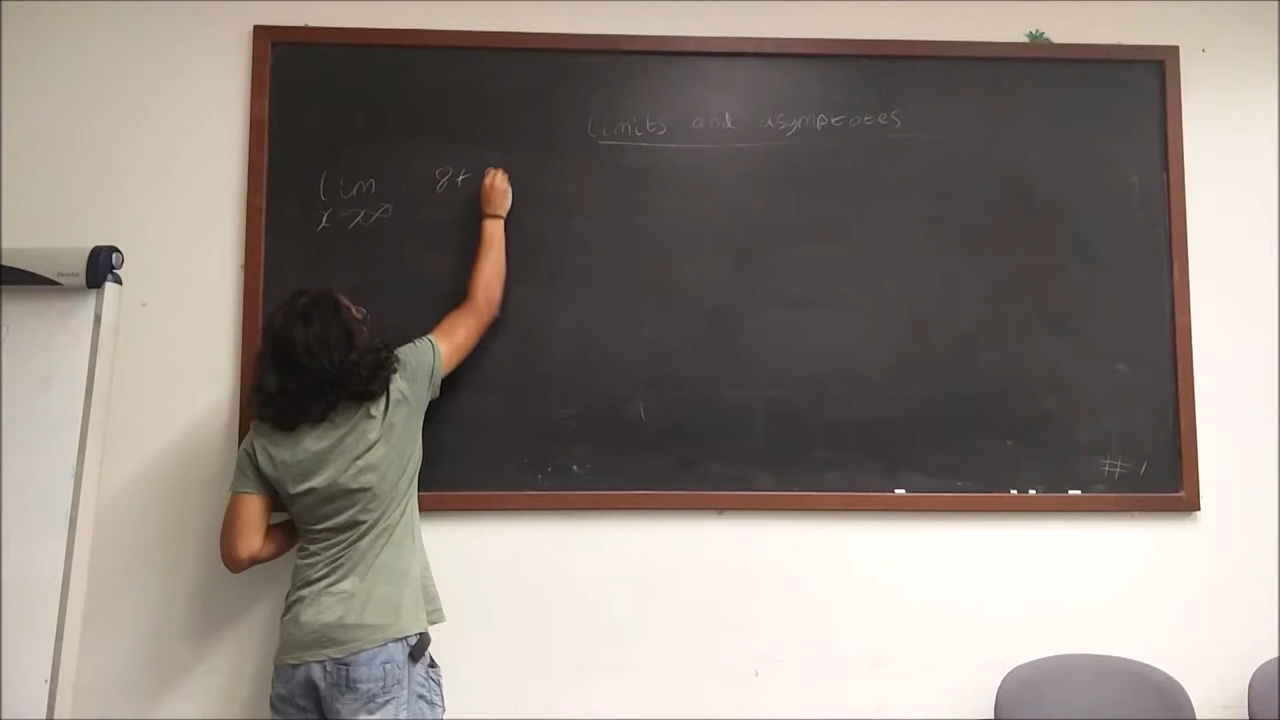 Limits and asymptotes
lim 8+
x→∞
# 1